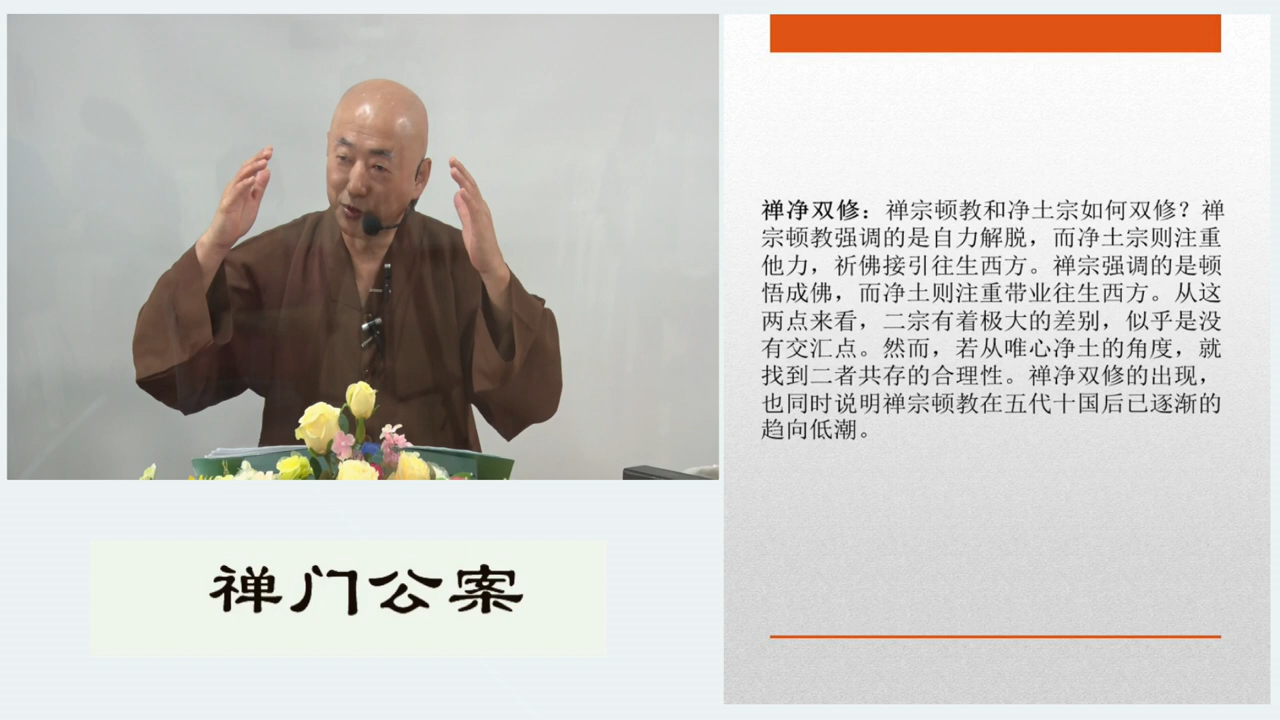 禅净双修：禅宗顿教和净土宗如何双修？禅
宗顿教强调的是自力解脱，而净土宗则注重
他力，祈佛接引往生西方。禅宗强调的是顿
悟成佛，而净土则注重带业往生西方。从这
两点来看，二宗有着极大的差别，似乎是没
有交汇点。然而，若从唯心净土的角度，就
找到二者共存的合理性。禅净双修的出现，
也同时说明禅宗顿教在五代十国后已逐渐的
趋向低潮。
禅门公案